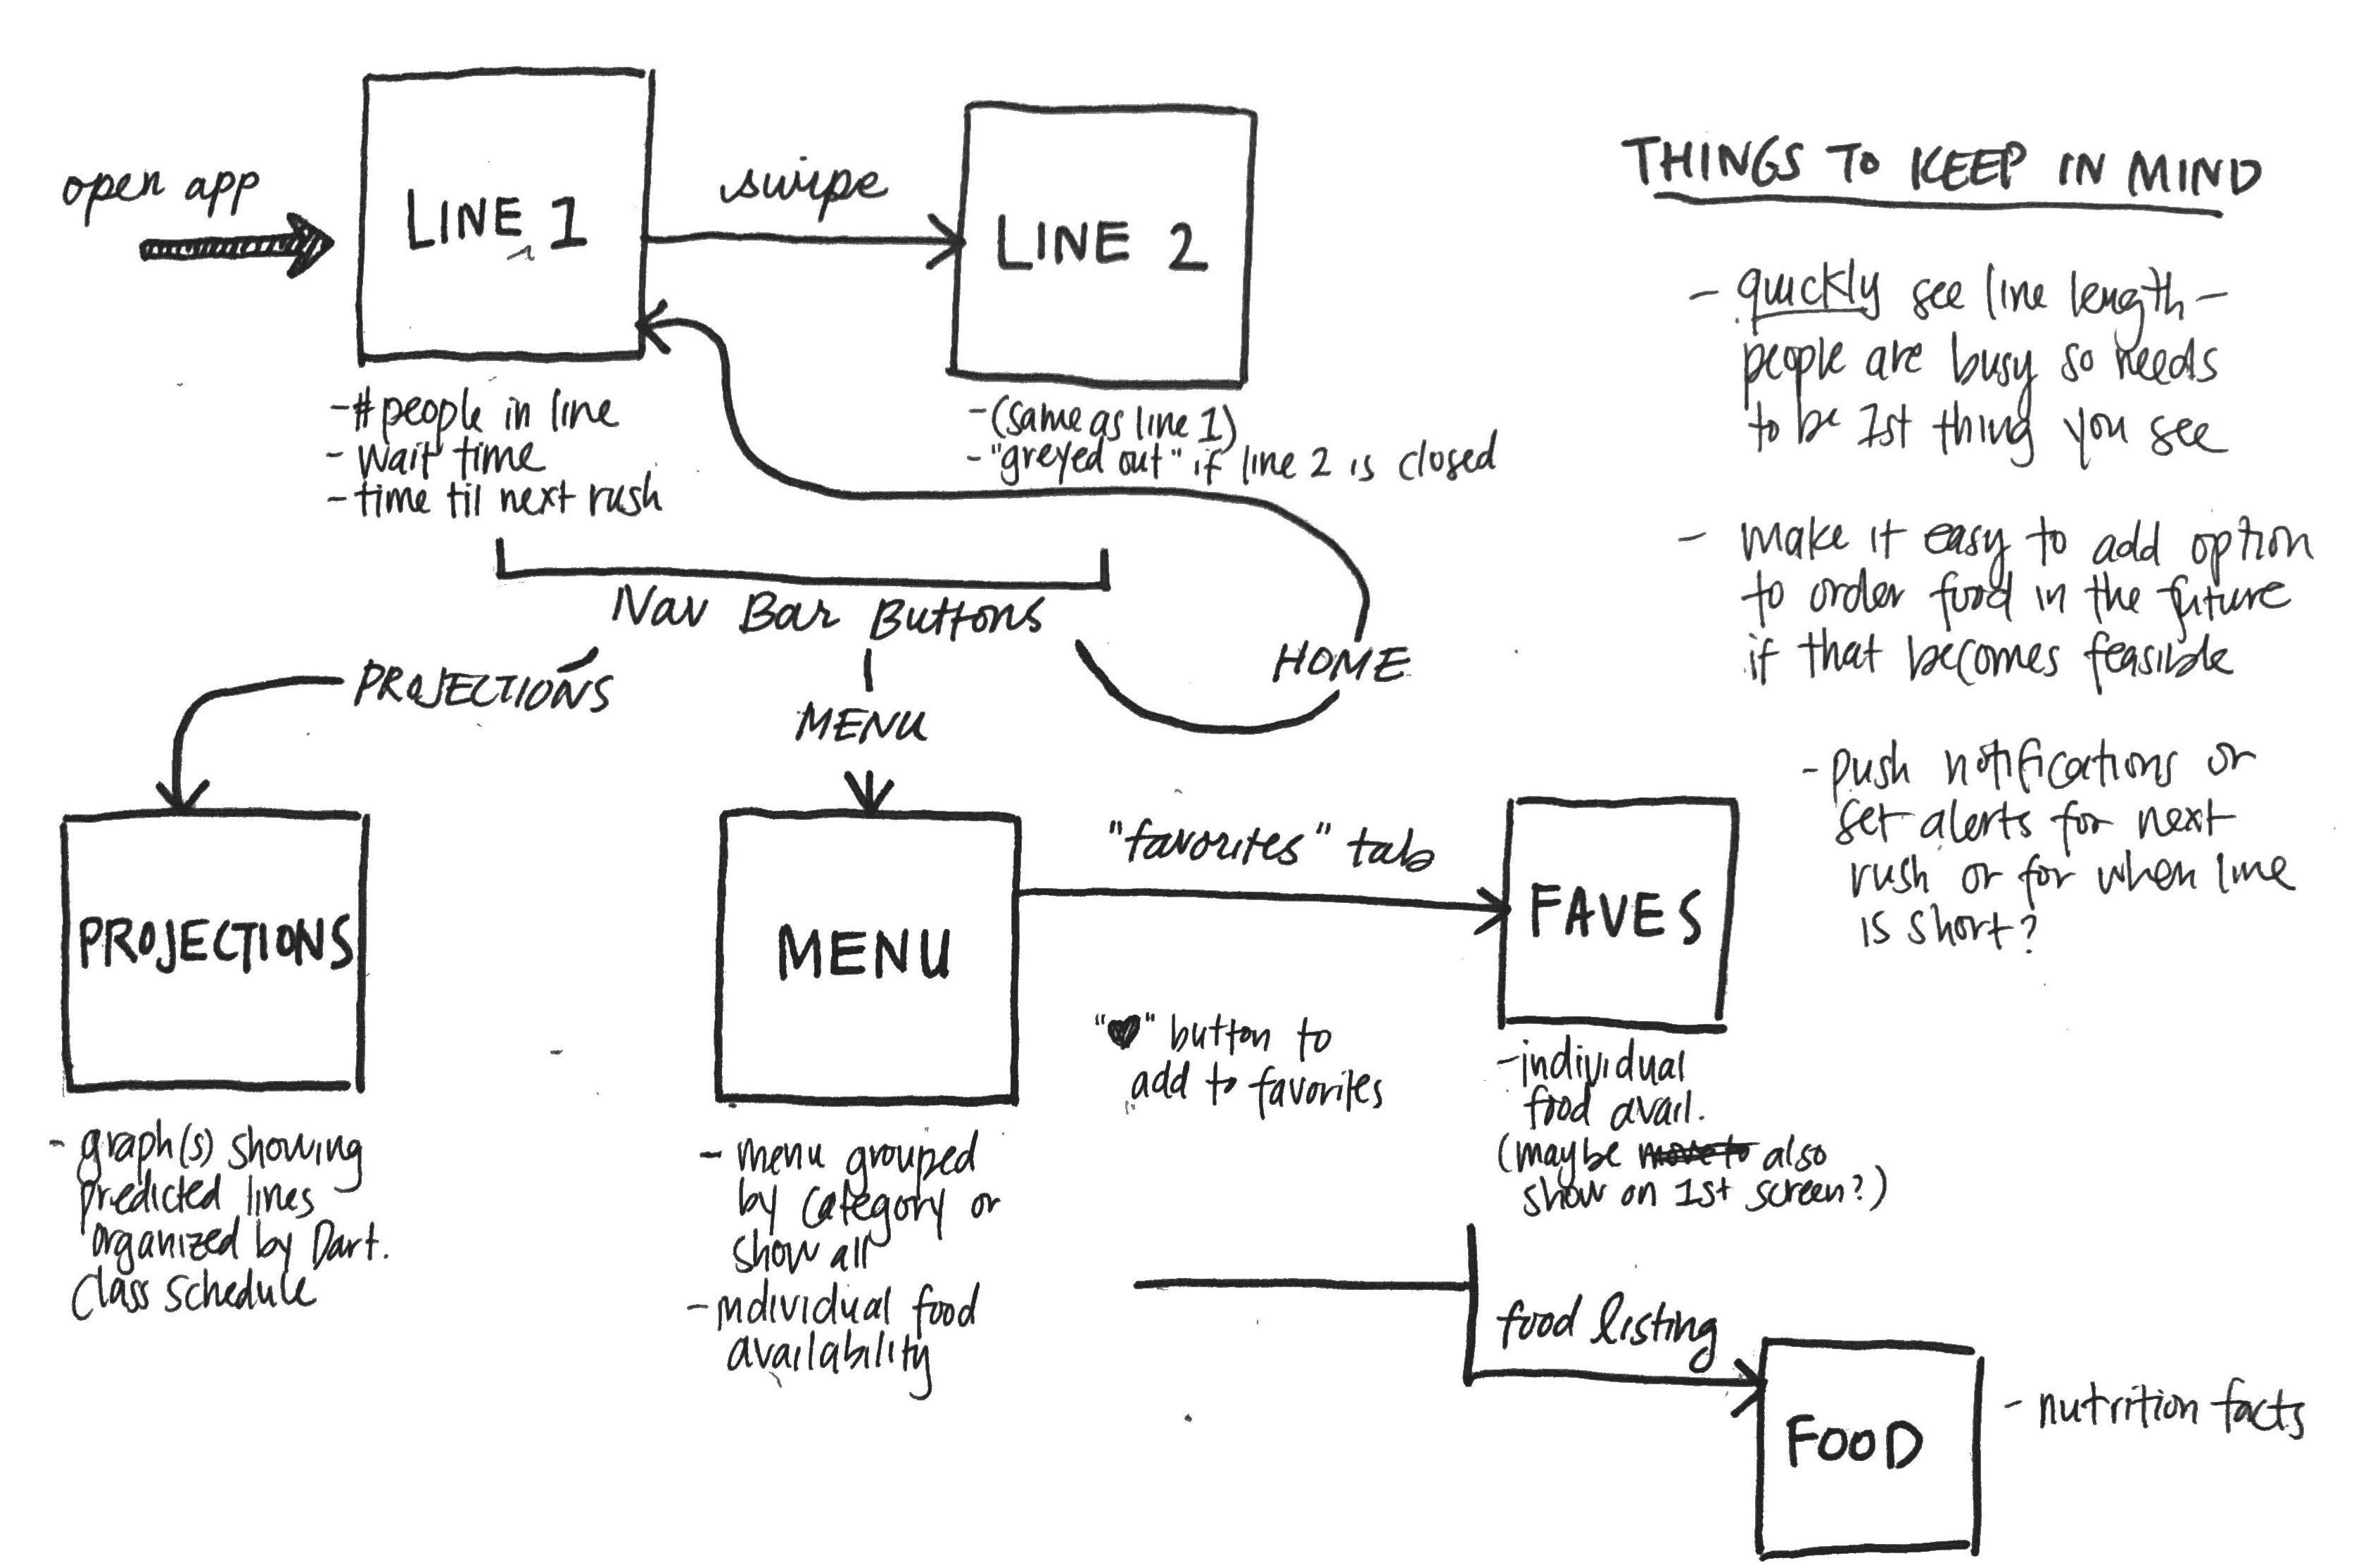 open app
LINE 1
swipe
LINE 2
- # people in line
- wait time
- time til next rush
- (same as line 1)
- "greyed out" if line 2 is closed
Nav Bar Buttons
PROJECTIONS
MENU
HOME
PROJECTIONS
- graph(s) showing
predicted lines
organized by Dart.
Class Schedule
MENU
- menu grouped
by category or
show all
- individual food
availability
"favorites" tab
"♥" button to
add to favorites
FAVES
- individual
food avail.
(maybe also
show on 1st screen?)
food listing
FOOD
- nutrition facts
THINGS TO KEEP IN MIND
- quickly see line length -
people are busy so needs
to be 1st thing you see
- make it easy to add option
to order food in the future
if that becomes feasible
- push notifications or
set alerts for next
rush or for when line
is short?